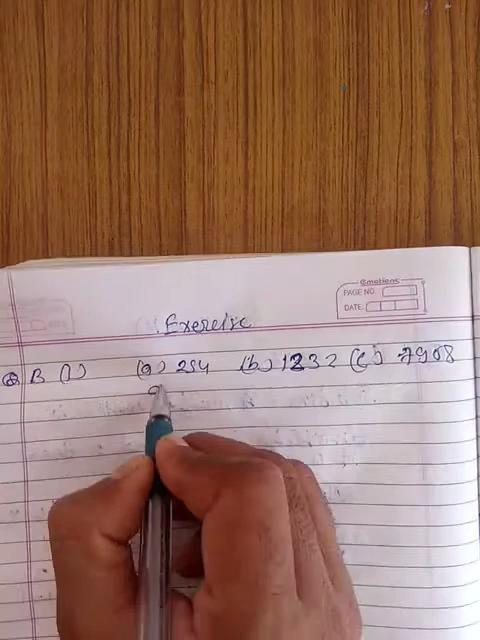 Emotions
PAGE NO.
DATE:
Exercise
B (1) (a) 254 (b) 1232 (c) 7908